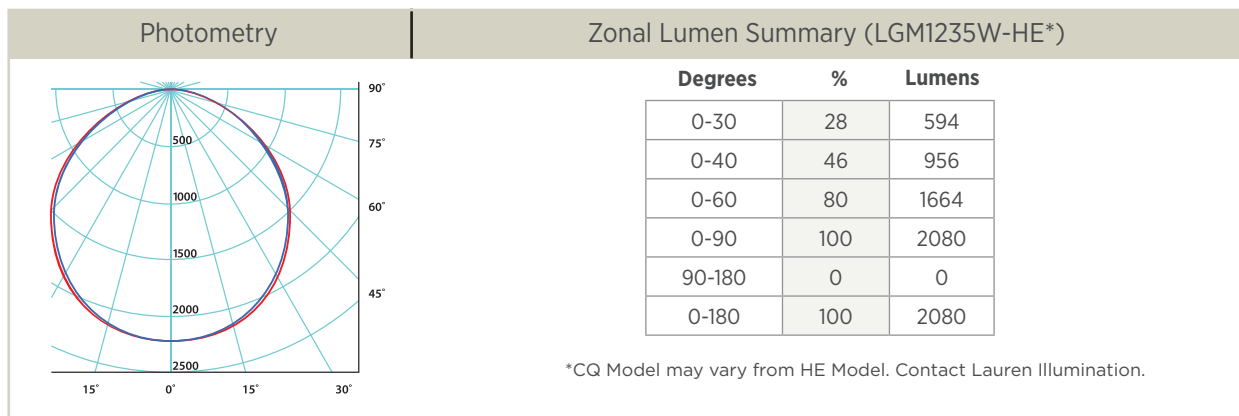 Photometry
Zonal Lumen Summary (LGM1235W-HE*)
90°
75°
60°
45°
500
1000
1500
2000
2500
15° 0° 15° 30°
Degrees % Lumens
0-30 28 594
0-40 46 956
0-60 80 1664
0-90 100 2080
90-180 0 0
0-180 100 2080
*CQ Model may vary from HE Model. Contact Lauren Illumination.